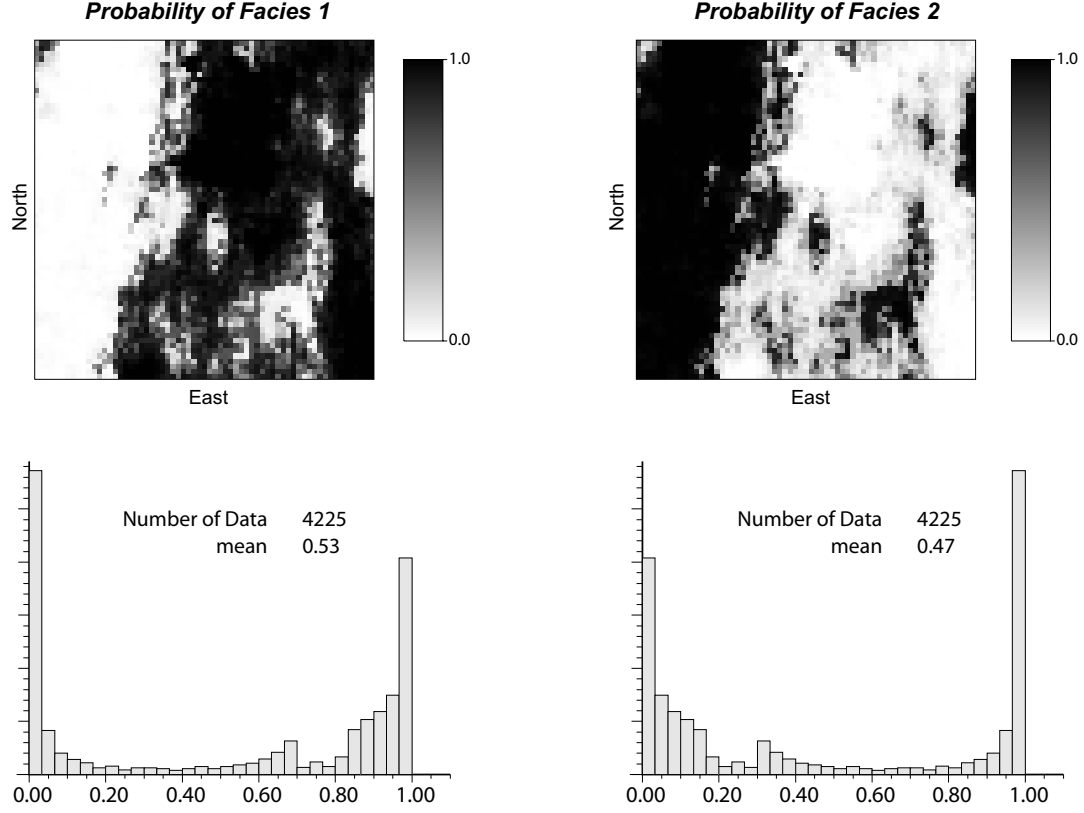 Probability of Facies 1
Probability of Facies 2
North
1.0
0.0
East
North
1.0
0.0
East
Number of Data 4225
mean 0.53
0.00 0.20 0.40 0.60 0.80 1.00
Number of Data 4225
mean 0.47
0.00 0.20 0.40 0.60 0.80 1.00